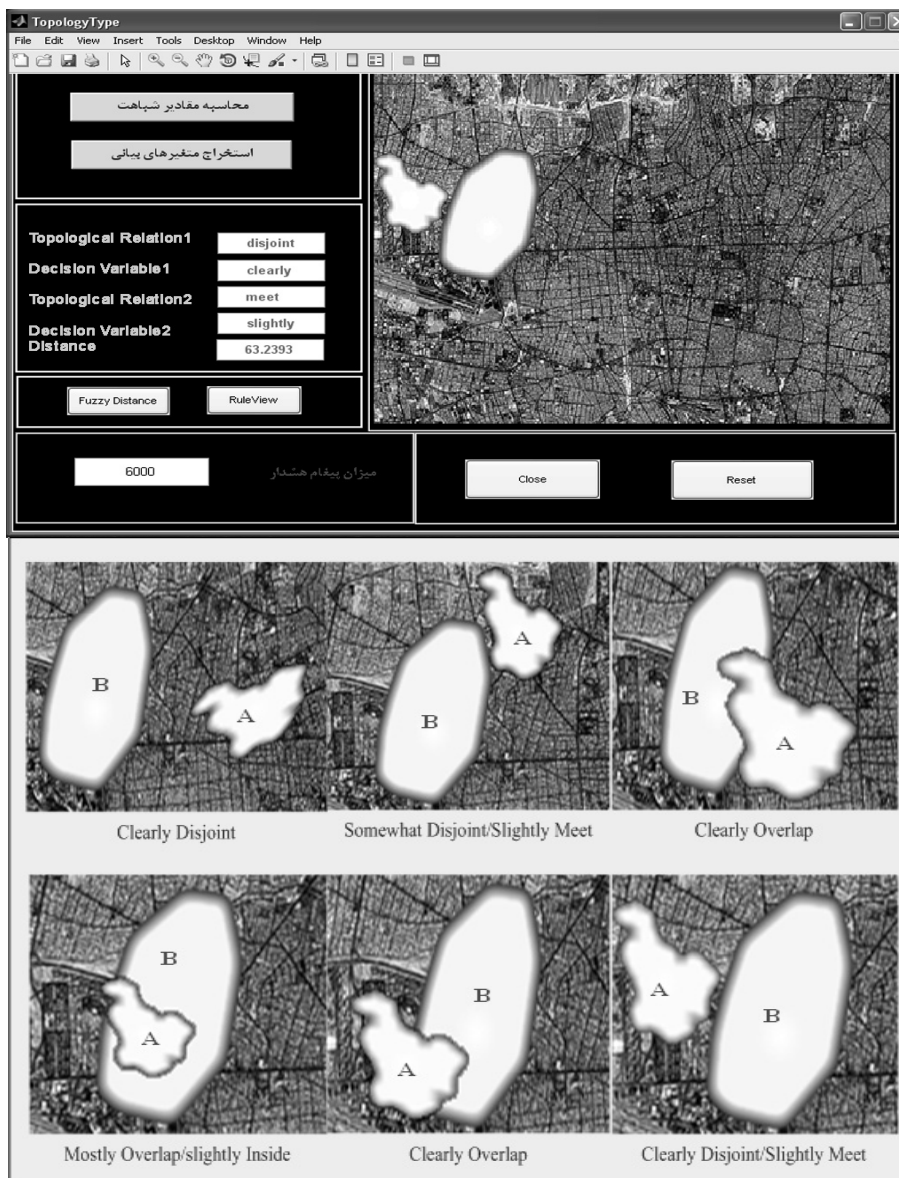 TopologyType
File Edit View Insert Tools Desktop Window Help
محاسبه مقادیر شباهت
استخراج متغیرهای بیانی
Topological Relation1 disjoint
Decision Variable1 clearly
Topological Relation2 meet
Decision Variable2 slightly
Distance 63.2393
Fuzzy Distance RuleView
6000 میزان پیغام هشدار
Close Reset
B A
B A
B A
Clearly Disjoint Somewhat Disjoint/Slightly Meet Clearly Overlap
B A
B A
A B
Mostly Overlap/slightly Inside Clearly Overlap Clearly Disjoint/Slightly Meet